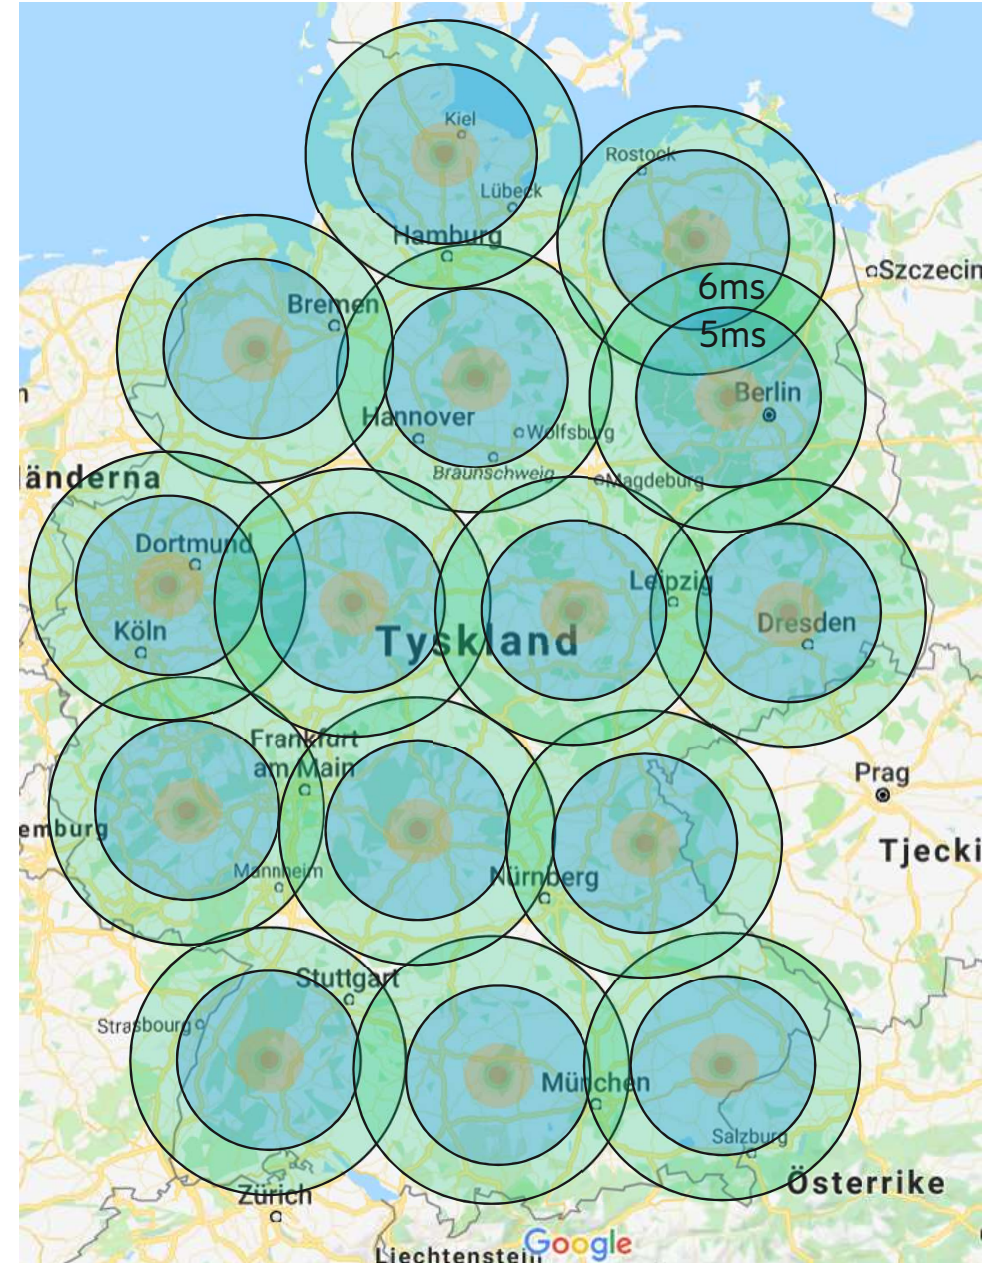 Kiel
Rostock
Lübeck
Hamburg
Szczecin
6ms
Bremen
5ms
n
Berlin
Hannover
Wolfsburg
Braunschweig
Magdeburg
länderna
Dortmund
Leipzig
Köln
Tyskland
Dresden
Frankfurt
am Main
Prag
emburg
Tjecki
Mannheim
Nürnberg
Stuttgart
Strasbourg
München
Salzburg
Zürich
Österrike
Google
Liechtenstein